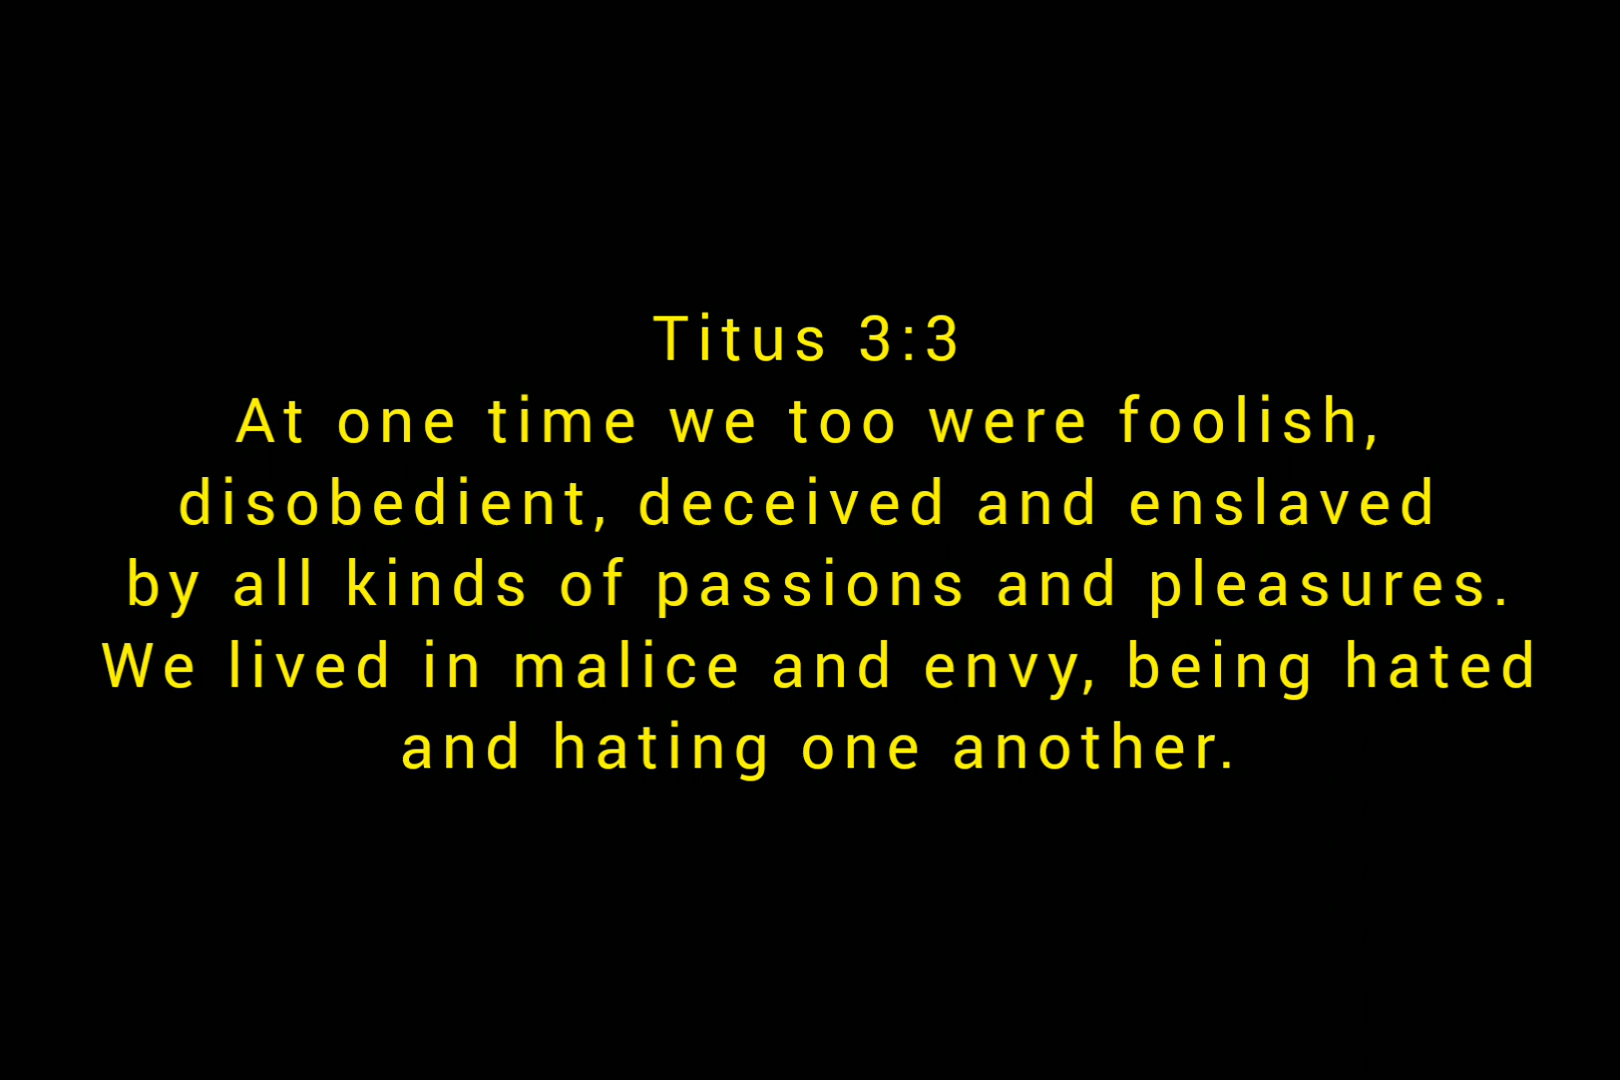 Titus 3:3
At one time we too were foolish,
disobedient, deceived and enslaved
by all kinds of passions and pleasures.
We lived in malice and envy, being hated
and hating one another.